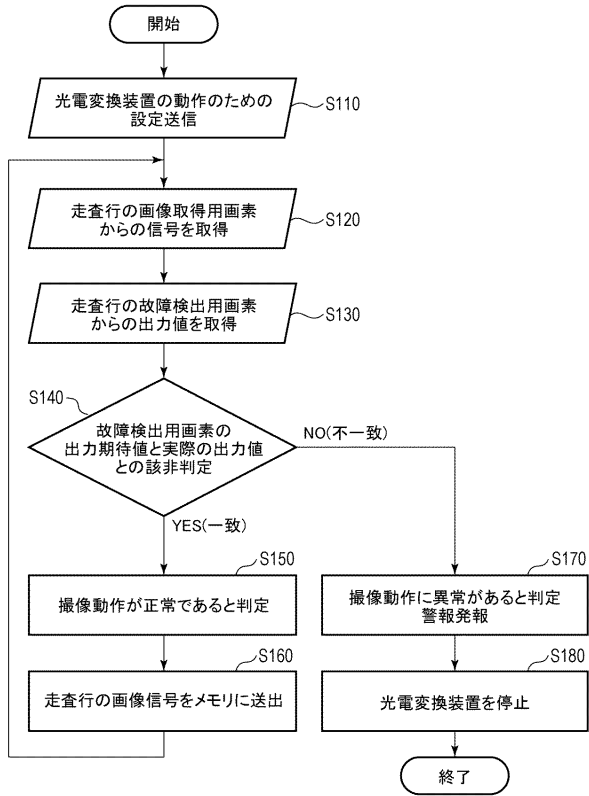 開始
光電変換装置の動作のための
設定送信
S110
走査行の画像取得用画素
からの信号を取得
S120
走査行の故障検出用画素
からの出力値を取得
S130
S140
故障検出用画素の
出力期待値と実際の出力値
との該非判定
NO(不一致)
YES(一致)
S150
撮像動作が正常であると判定
S160
走査行の画像信号をメモリに送出
S170
撮像動作に異常があると判定
警報発報
S180
光電変換装置を停止
終了